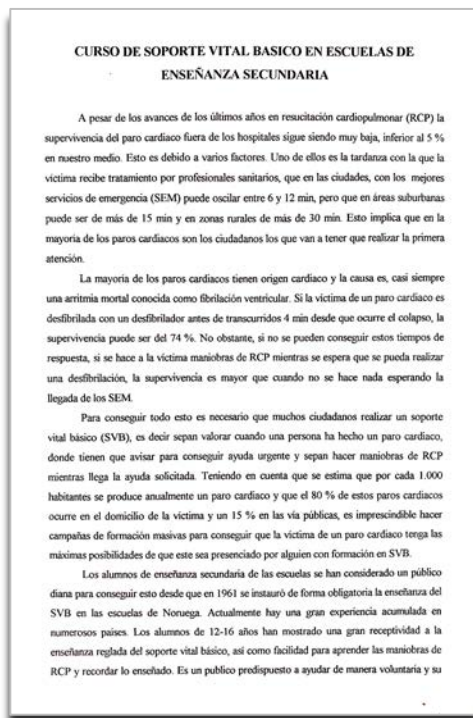 CURSO DE SOPORTE VITAL BASICO EN ESCUELAS DE
ENSEÑANZA SECUNDARIA
A pesar de los avances de los últimos años en resucitación cardiopulmonar (RCP) la
supervivencia del paro cardiaco fuera de los hospitales sigue siendo muy baja, inferior al 5 %
en nuestro medio. Esto es debido a varios factores. Uno de ellos es la tardanza con la que la
víctima recibe tratamiento por profesionales sanitarios, que en las ciudades, con los mejores
servicios de emergencia (SEM) puede oscilar entre 6 y 12 min, pero que en áreas suburbanas
puede ser de más de 15 min y en zonas rurales de más de 30 min. Esto implica que en la
mayoria de los paros cardiacos son los ciudadanos los que van a tener que realizar la primera
atención.
La mayoria de los paros cardiacos tienen origen cardiaco y la causa es, casi siempre
una arritmia mortal conocida como fibrilación ventricular. Si la víctima de un paro cardiaco es
desfibrilada con un desfibrilador antes de transcurridos 4 min desde que ocurre el colapso, la
supervivencia puede ser del 74 %. No obstante, si no se pueden conseguir estos tiempos de
respuesta, si se hace a la víctima maniobras de RCP mientras se espera que se pueda realizar
una desfibrilación, la supervivencia es mayor que cuando no se hace nada esperando la
llegada de los SEM.
Para conseguir todo esto es necesario que muchos ciudadanos realizar un soporte
vital básico (SVB), es decir sepan valorar cuando una persona ha hecho un paro cardiaco,
donde tienen que avisar para conseguir ayuda urgente y sepan hacer maniobras de RCP
mientras llega la ayuda solicitada. Teniendo en cuenta que se estima que por cada 1.000
habitantes se produce anualmente un paro cardiaco y que el 80 % de estos paros cardiacos
ocurre en el domicilio de la víctima y un 15 % en las vía públicas, es imprescindible hacer
campañas de formación masivas para conseguir que la víctima de un paro cardiaco tenga las
máximas posibilidades de que este sea presenciado por alguien con formación en SVB.
Los alumnos de enseñanza secundaria de las escuelas se han considerado un público
diana para conseguir esto desde que en 1961 se instauró de forma obligatoria la enseñanza del
SVB en las escuelas de Noruega. Actualmente hay una gran experiencia acumulada en
numerosos países. Los alumnos de 12-16 años han mostrado una gran receptividad a la
enseñanza reglada del soporte vital básico, así como facilidad para aprender las maniobras de
RCP y recordar lo enseñado. Es un publico predispuesto a ayudar de manera voluntaria y su